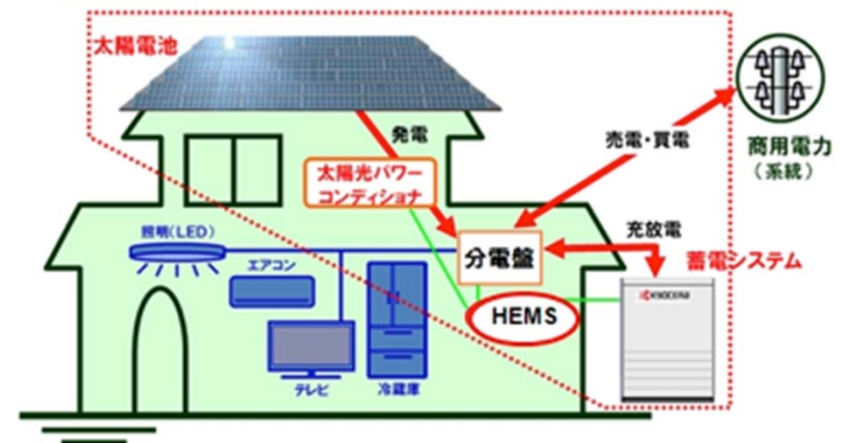 太陽電池
発電
売電・買電
商用電力
(系統)
太陽光パワー
コンディショナ
照明(LED)
充放電
エアコン
分電盤
蓄電システム
KYOCERA
HEMS
テレビ
冷蔵庫